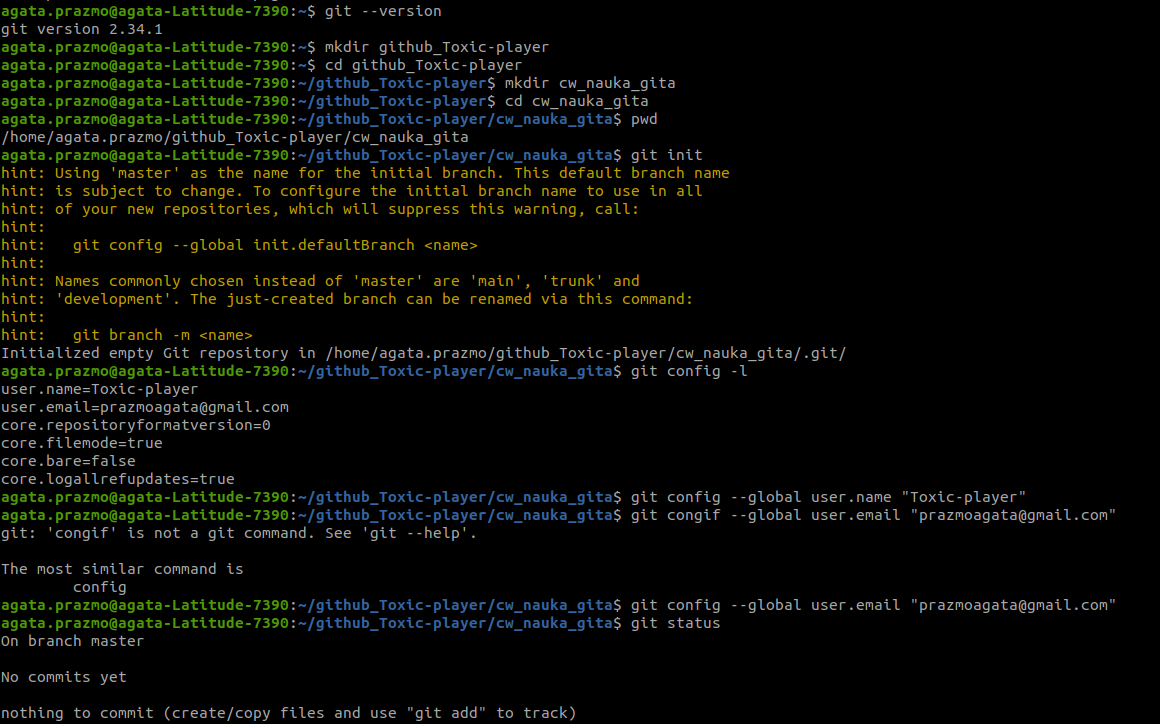 agata.prazmo@agata-Latitude-7390:~$ git --version
git version 2.34.1
agata.prazmo@agata-Latitude-7390:~$ mkdir github_Toxic-player
agata.prazmo@agata-Latitude-7390:~$ cd github_Toxic-player
agata.prazmo@agata-Latitude-7390:~/github_Toxic-player$ mkdir cw_nauka_gita
agata.prazmo@agata-Latitude-7390:~/github_Toxic-player$ cd cw_nauka_gita
agata.prazmo@agata-Latitude-7390:~/github_Toxic-player/cw_nauka_gita$ pwd
/home/agata.prazmo/github_Toxic-player/cw_nauka_gita
agata.prazmo@agata-Latitude-7390:~/github_Toxic-player/cw_nauka_gita$ git init
hint: Using 'master' as the name for the initial branch. This default branch name
hint: is subject to change. To configure the initial branch name to use in all
hint: of your new repositories, which will suppress this warning, call:
hint:
hint:   git config --global init.defaultBranch <name>
hint:
hint: Names commonly chosen instead of 'master' are 'main', 'trunk' and
hint: 'development'. The just-created branch can be renamed via this command:
hint:
hint:   git branch -m <name>
Initialized empty Git repository in /home/agata.prazmo/github_Toxic-player/cw_nauka_gita/.git/
agata.prazmo@agata-Latitude-7390:~/github_Toxic-player/cw_nauka_gita$ git config -l
user.name=Toxic-player
user.email=prazmoagata@gmail.com
core.repositoryformatversion=0
core.filemode=true
core.bare=false
core.logallrefupdates=true
agata.prazmo@agata-Latitude-7390:~/github_Toxic-player/cw_nauka_gita$ git config --global user.name "Toxic-player"
agata.prazmo@agata-Latitude-7390:~/github_Toxic-player/cw_nauka_gita$ git congif --global user.email "prazmoagata@gmail.com"
git: 'congif' is not a git command. See 'git --help'.

The most similar command is
        config
agata.prazmo@agata-Latitude-7390:~/github_Toxic-player/cw_nauka_gita$ git config --global user.email "prazmoagata@gmail.com"
agata.prazmo@agata-Latitude-7390:~/github_Toxic-player/cw_nauka_gita$ git status
On branch master

No commits yet

nothing to commit (create/copy files and use "git add" to track)